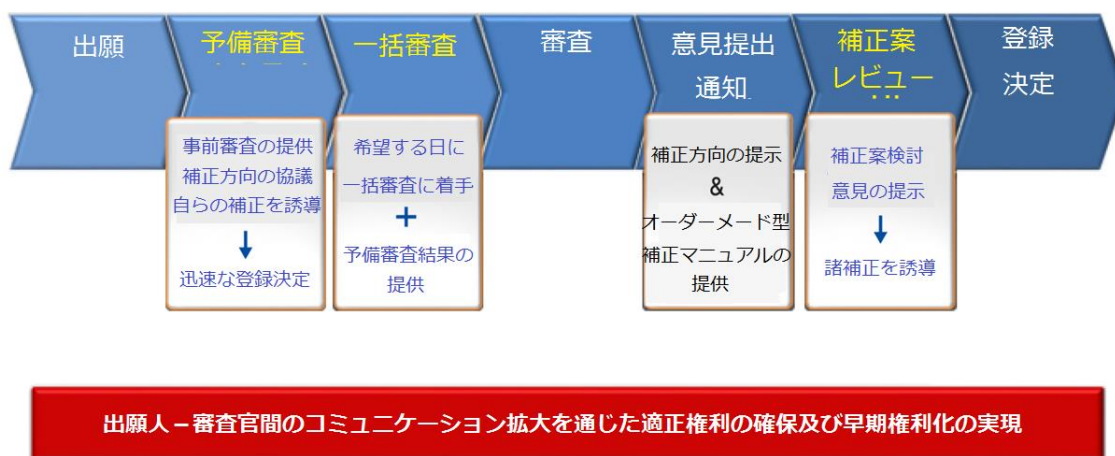 出願
予備審査
一括審査
審査
意見提出
通知
補正案
レビュー
登録
決定
事前審査の提供
補正方向の協議
自らの補正を誘導
↓
迅速な登録決定
希望する日に
一括審査に着手
+
予備審査結果の
提供
補正方向の提示
&
オーダーメード型
補正マニュアルの
提供
補正案検討
意見の提示
↓
諸補正を誘導
出願人－審査官間のコミュニケーション拡大を通じた適正権利の確保及び早期権利化の実現